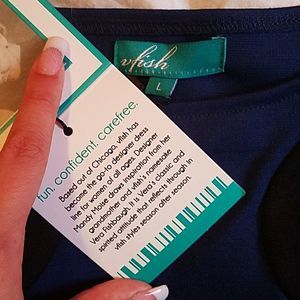 vfish
L
fun. confident. carefree.
Based out of Chicago, vfish has
become the go-to designer dress
line for women of all ages. Designer
Mandy Moise draws inspiration from her
grandmother and vfish's namesake
Vera Fishbaugh. It is Vera's classic and
spirited attitude that reflects through in
vfish styles season after season.